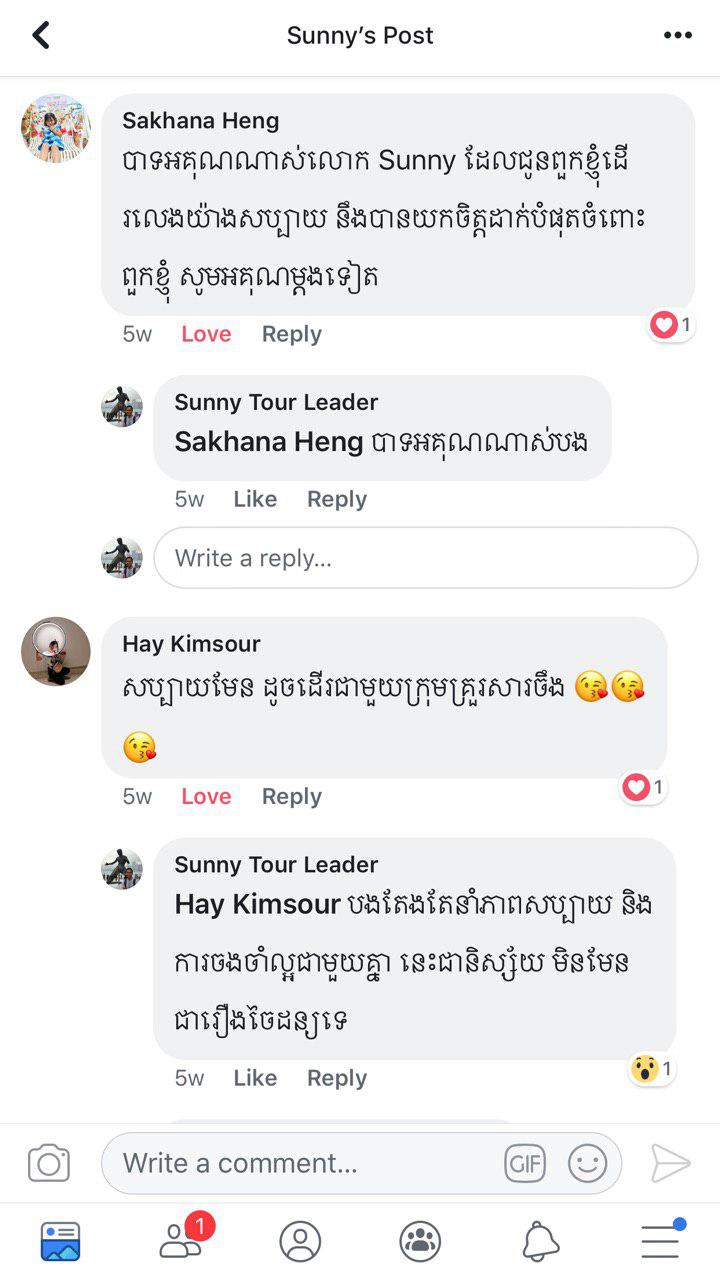 Sunny's Post
Sakhana Heng
បាទអគុណណាស់លោក Sunny ដែលជូនពួកខ្ញុំដើ
រលេងយ៉ាងសប្បាយ នឹងបានយកចិត្តដាក់បំផុតចំពោះ
ពួកខ្ញុំ សូមអគុណម្តងទៀត
5w Love Reply 1
Sunny Tour Leader
Sakhana Heng បាទអគុណណាស់បង
5w Like Reply
Write a reply...
Hay Kimsour
សប្បាយមែន ដូចដើរជាមួយក្រុមគ្រួរសារចឹង 😘😘
😘
5w Love Reply 1
Sunny Tour Leader
Hay Kimsour បងតែងតែនាំភាពសប្បាយ និង
ការចងចាំល្អជាមួយគ្នា នេះជានិស្ស័យ មិនមែន
ជារឿងចៃដន្យទេ
5w Like Reply 1
Write a comment...
GIF
1